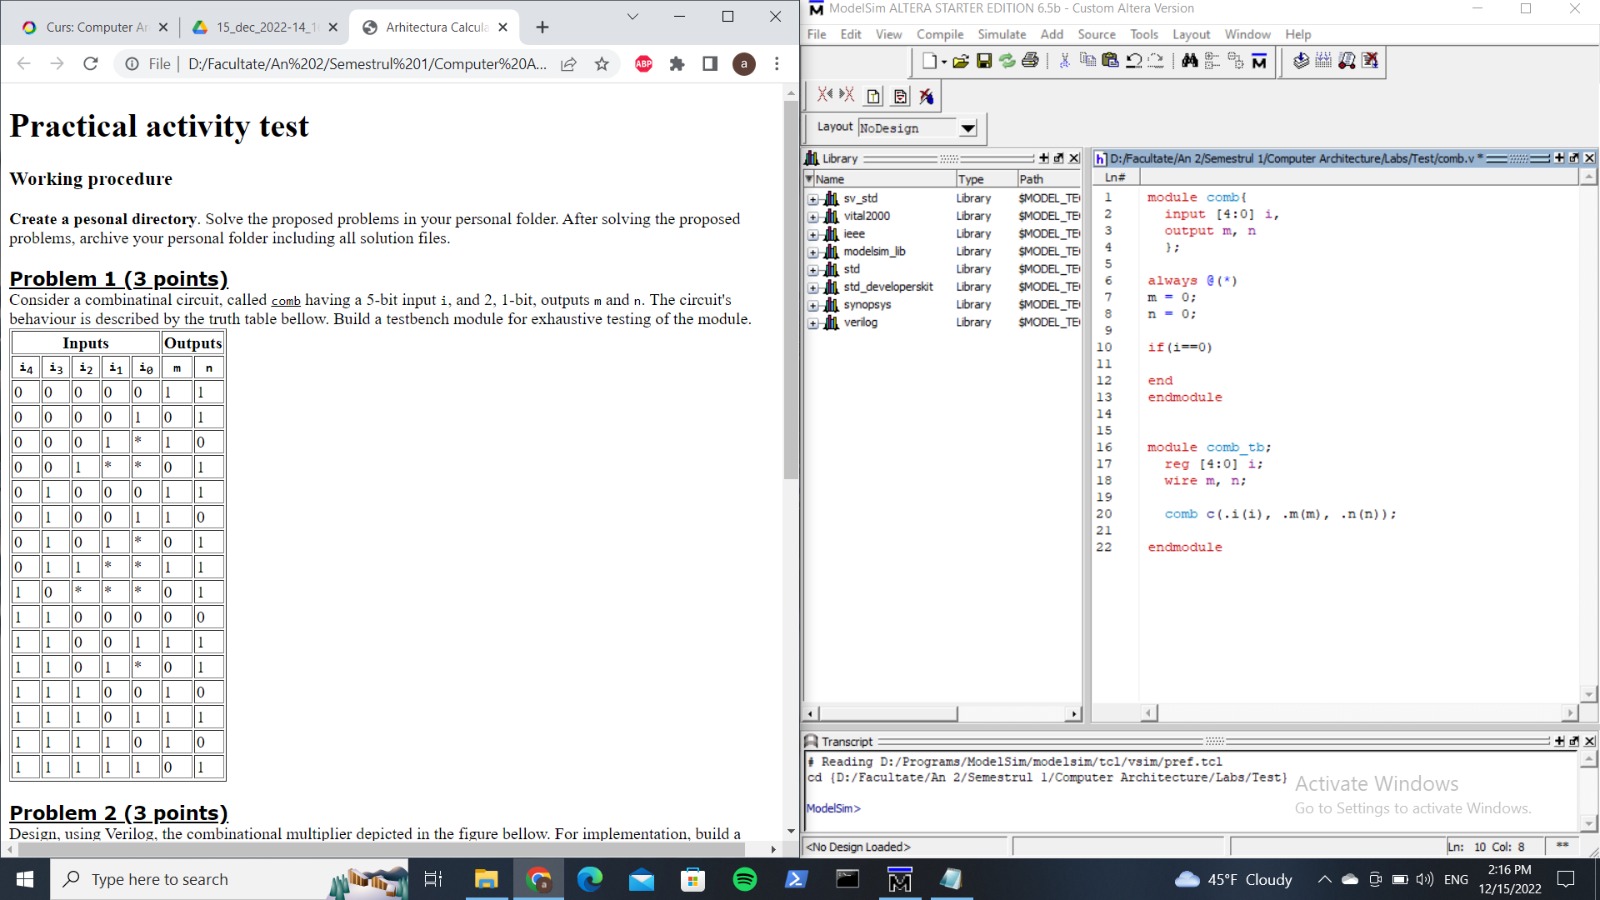 Curs: Computer Ar
15_dec_2022-14_1
Arhitectura Calcula
File
D:/Facultate/An%202/Semestrul%201/Computer%20A...
ABP
a
Practical activity test
Working procedure
Create a pesonal directory. Solve the proposed problems in your personal folder. After solving the proposed
problems, archive your personal folder including all solution files.
Problem 1 (3 points)
Consider a combinatinal circuit, called comb having a 5-bit input i, and 2, 1-bit, outputs m and n. The circuit's
behaviour is described by the truth table bellow. Build a testbench module for exhaustive testing of the module.
Inputs Outputs
i4 i3 i2 i1 i0 m n
0 0 0 0 0 1 1
0 0 0 0 1 0 1
0 0 0 1 * 1 0
0 0 1 * * 0 1
0 1 0 0 0 1 1
0 1 0 0 1 1 0
0 1 0 1 * 0 1
0 1 1 * * 1 1
1 0 * * * 0 1
1 1 0 0 0 0 0
1 1 0 0 1 1 1
1 1 0 1 * 0 1
1 1 1 0 0 1 0
1 1 1 0 1 1 1
1 1 1 1 0 1 0
1 1 1 1 1 0 1
Problem 2 (3 points)
Design, using Verilog, the combinational multiplier depicted in the figure bellow. For implementation, build a
ModelSim ALTERA STARTER EDITION 6.5b - Custom Altera Version
File Edit View Compile Simulate Add Source Tools Layout Window Help
Layout NoDesign
Library
Name Type Path
sv_std Library $MODEL_TE
vital2000 Library $MODEL_TE
ieee Library $MODEL_TE
modelsim_lib Library $MODEL_TE
std Library $MODEL_TE
std_developerskit Library $MODEL_TE
synopsys Library $MODEL_TE
verilog Library $MODEL_TE
h D:/Facultate/An 2/Semestrul 1/Computer Architecture/Labs/Test/comb.v *
Ln#
1 module comb{
2 input [4:0] i,
3 output m, n
4 };
5
6 always @(*)
7 m = 0;
8 n = 0;
9
10 if(i==0)
11
12 end
13 endmodule
14
15
16 module comb_tb;
17 reg [4:0] i;
18 wire m, n;
19
20 comb c(.i(i), .m(m), .n(n));
21
22 endmodule
Transcript
# Reading D:/Programs/ModelSim/modelsim/tcl/vsim/pref.tcl
cd {D:/Facultate/An 2/Semestrul 1/Computer Architecture/Labs/Test}
ModelSim>
Activate Windows
Go to Settings to activate Windows.
<No Design Loaded>
Ln: 10 Col: 8
**
Type here to search
45°F Cloudy
ENG
2:16 PM
12/15/2022